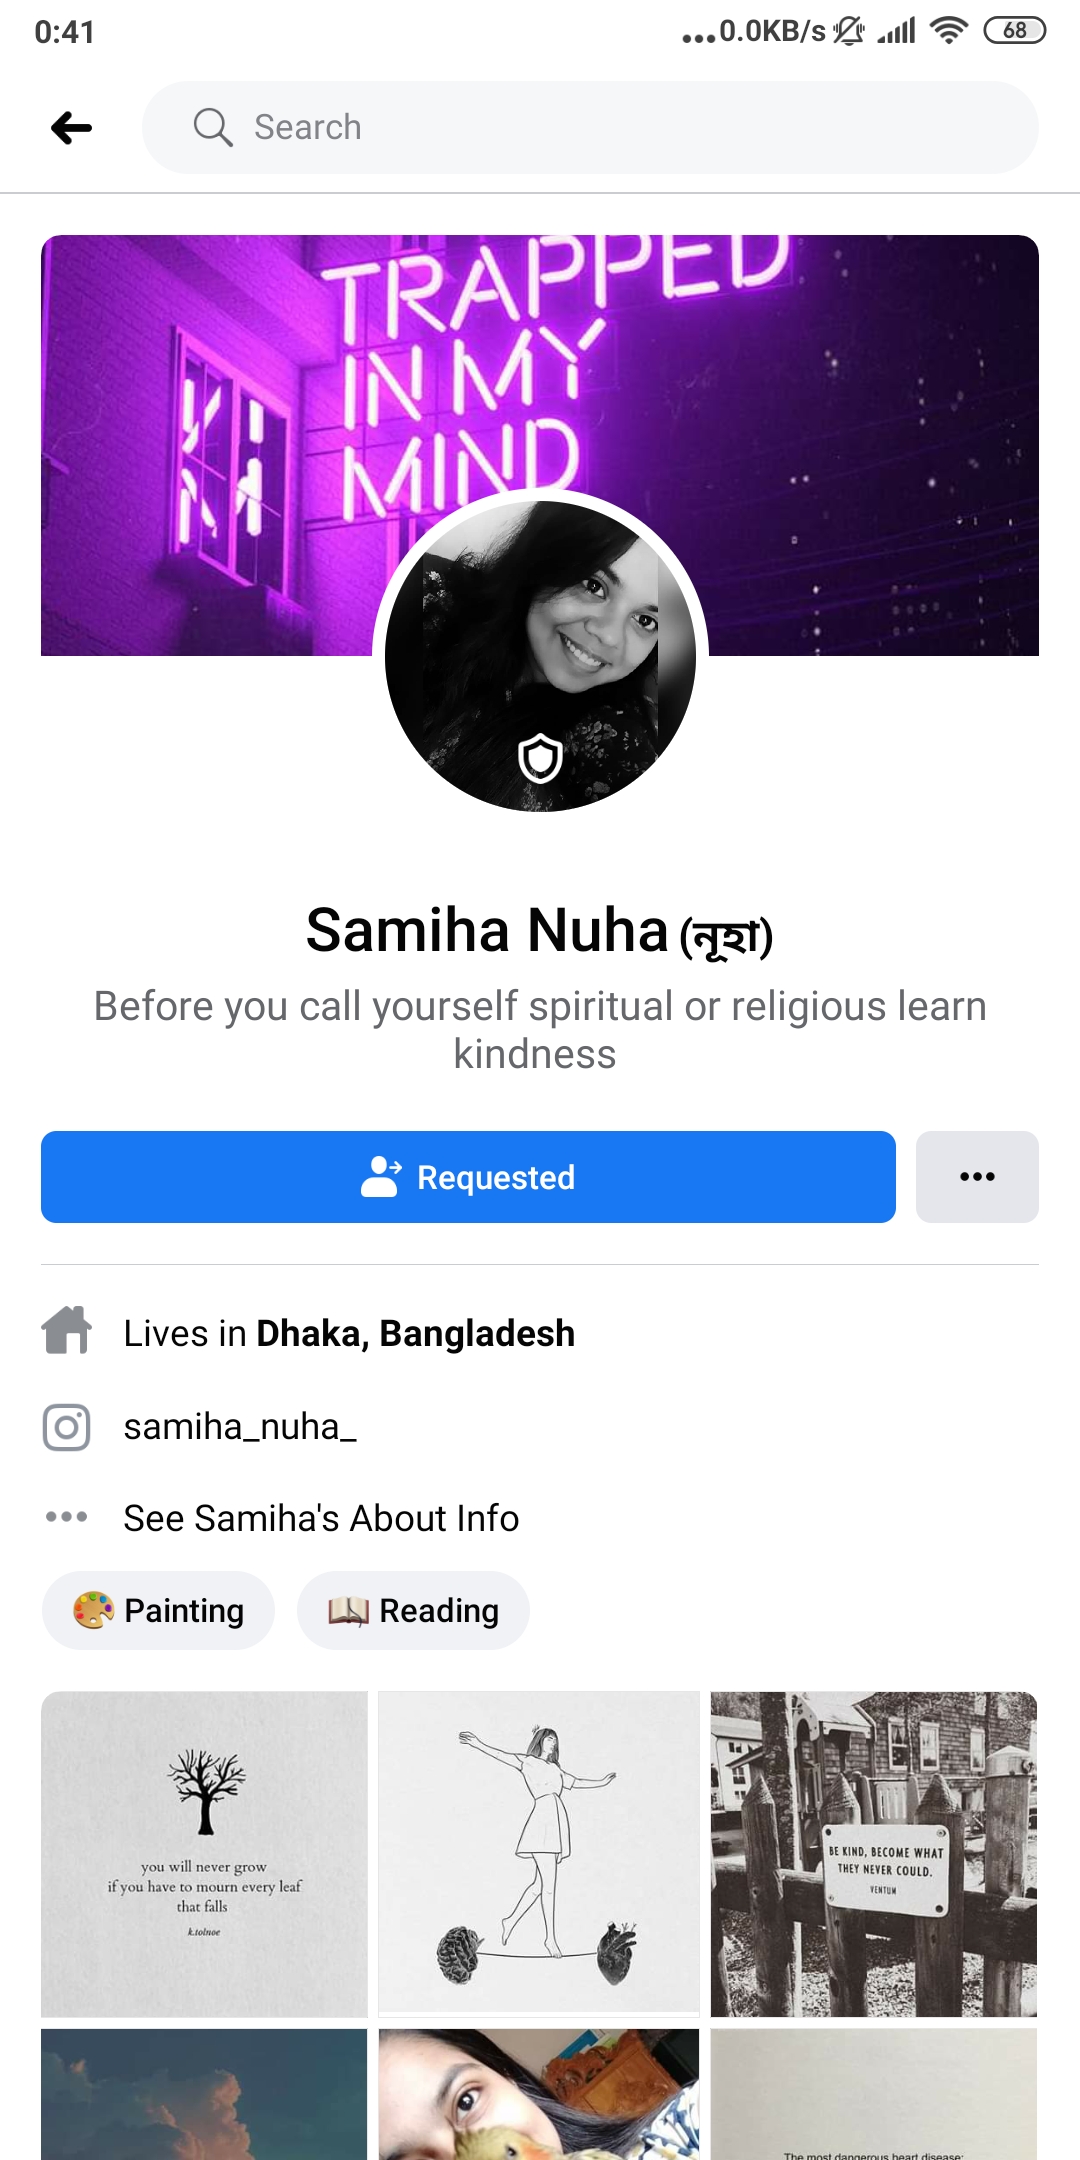 0:41
...0.0KB/s
68
Search
TRAPPED
IN MY
MIND
Samiha Nuha (নূহা)
Before you call yourself spiritual or religious learn
kindness
Requested
Lives in Dhaka, Bangladesh
samiha_nuha_
See Samiha's About Info
Painting
Reading
you will never grow
if you have to mourn every leaf
that falls
k.tolnoe
BE KIND, BECOME WHAT
THEY NEVER COULD.
VENTUM
The most dangerous heart disease: